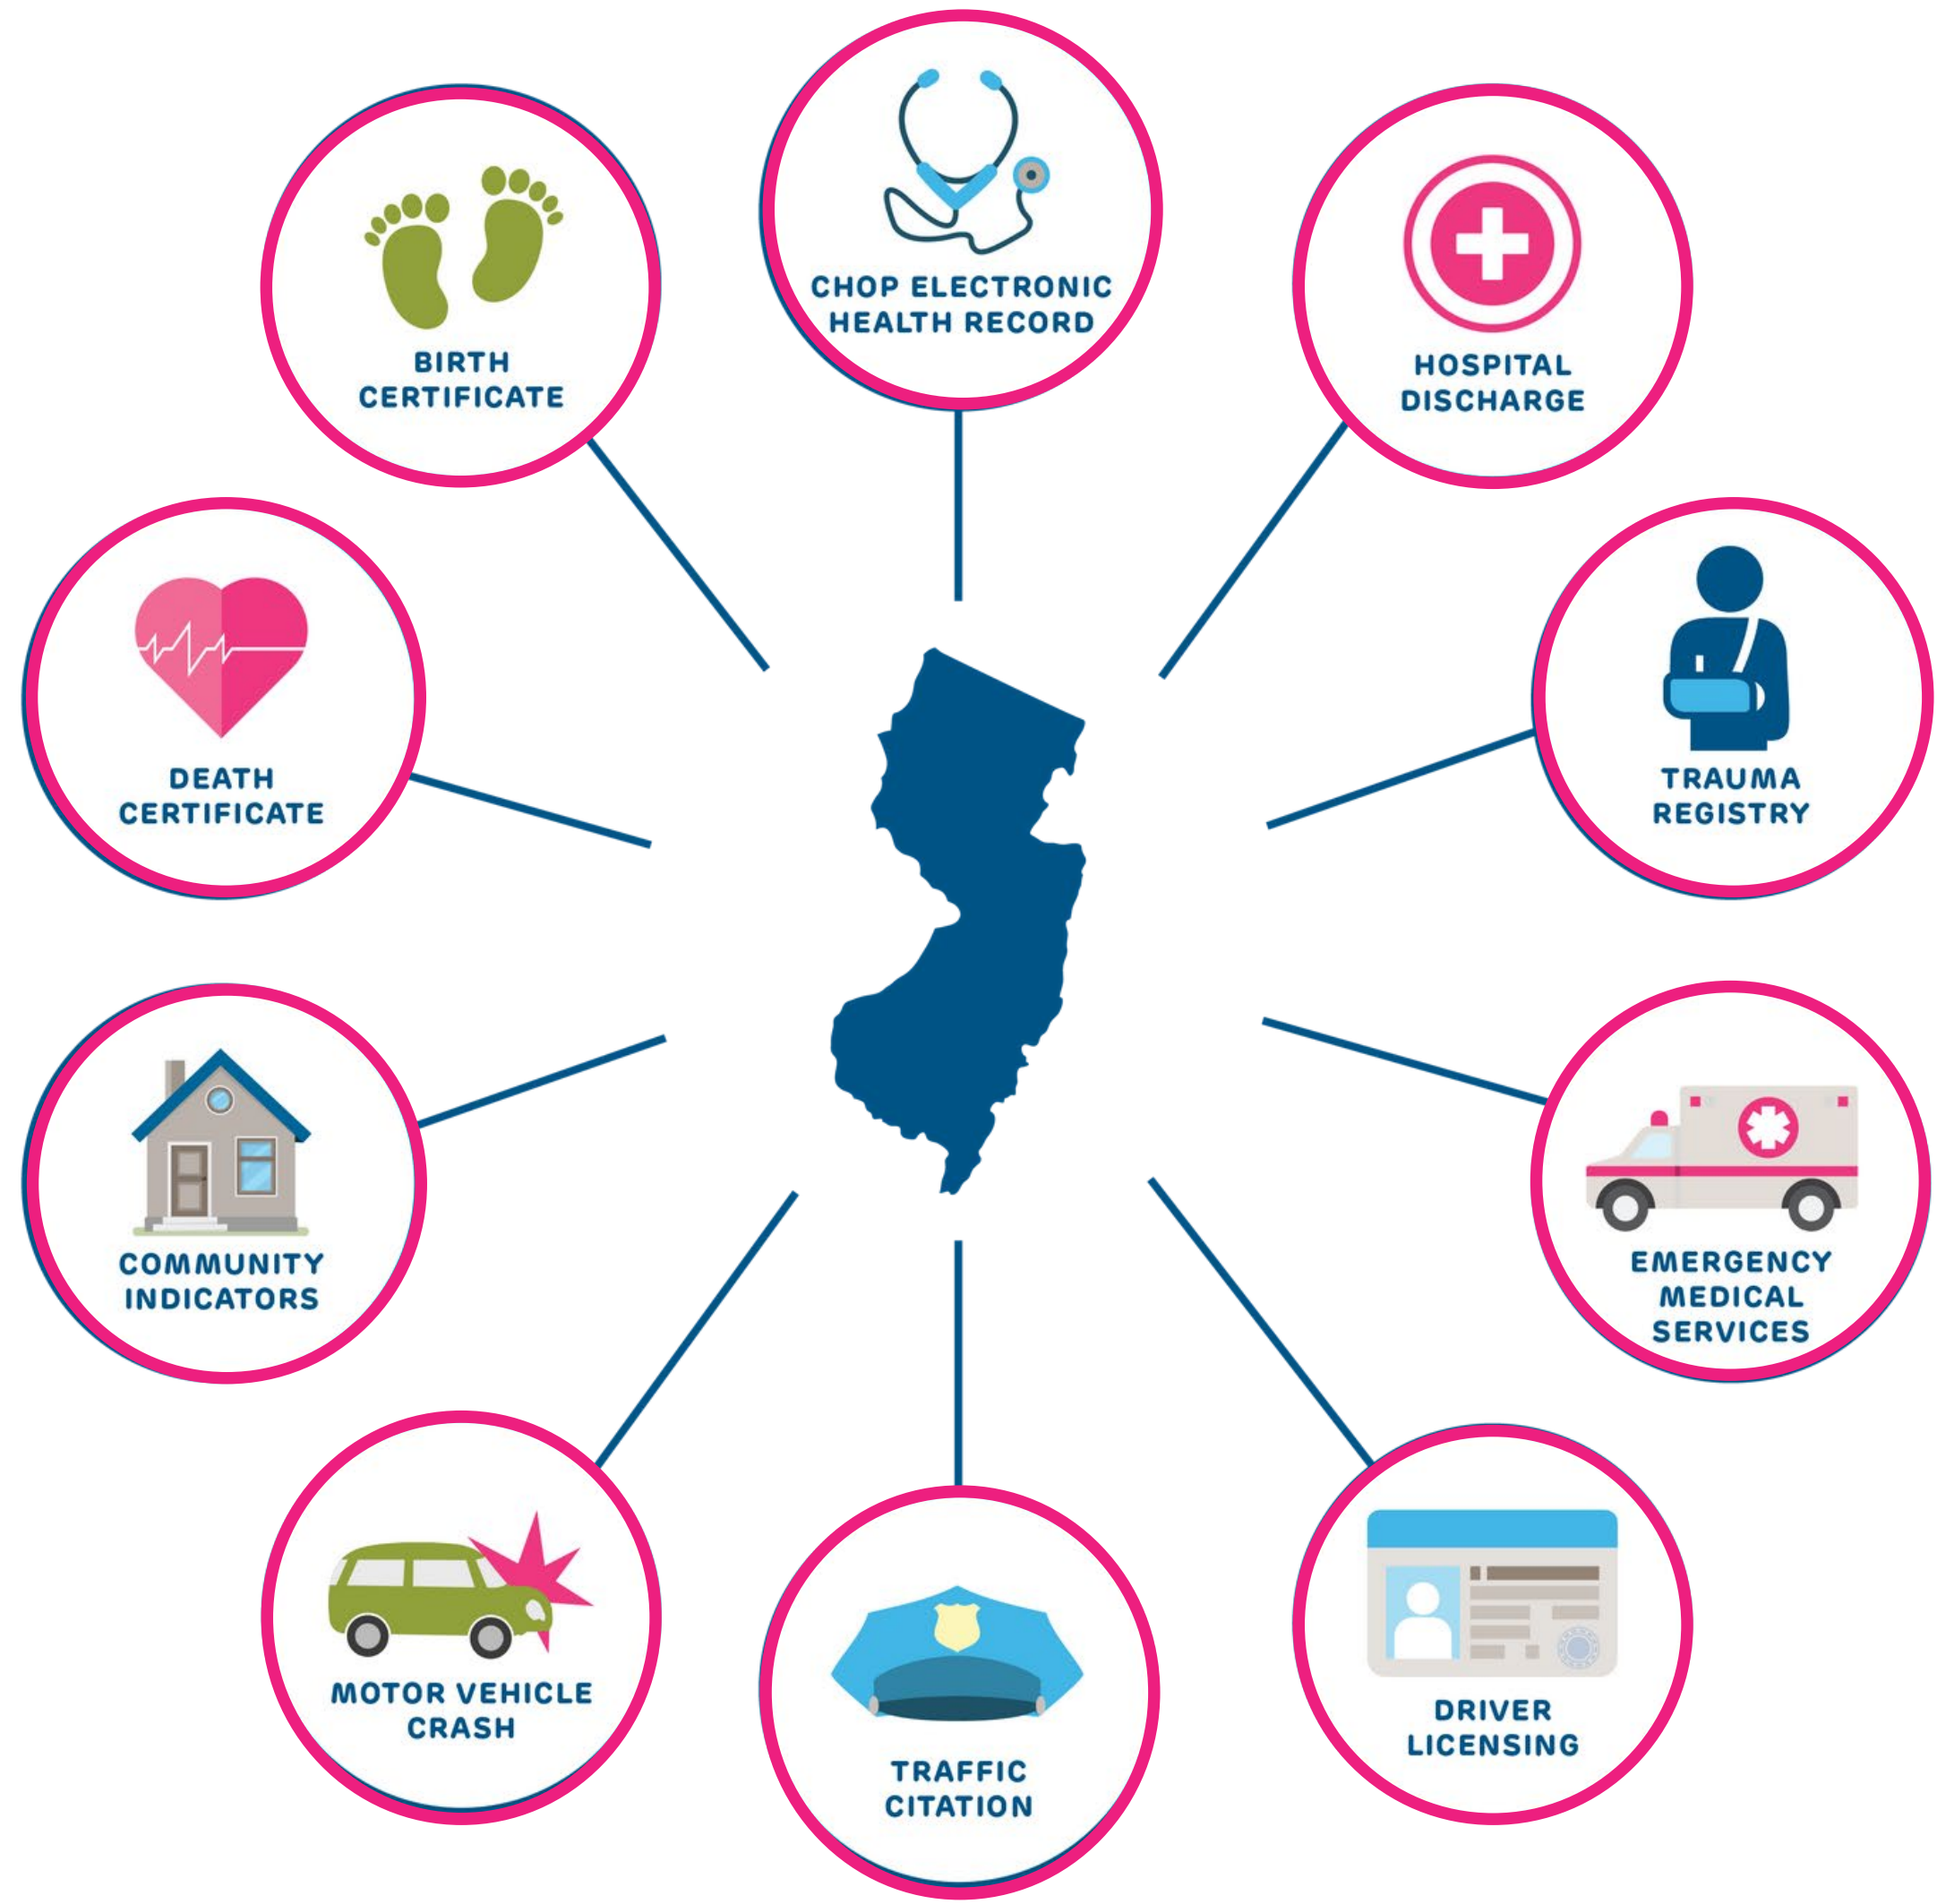 CHOP ELECTRONIC
HEALTH RECORD
HOSPITAL
DISCHARGE
TRAUMA
REGISTRY
EMERGENCY
MEDICAL
SERVICES
DRIVER
LICENSING
TRAFFIC
CITATION
MOTOR VEHICLE
CRASH
COMMUNITY
INDICATORS
DEATH
CERTIFICATE
BIRTH
CERTIFICATE